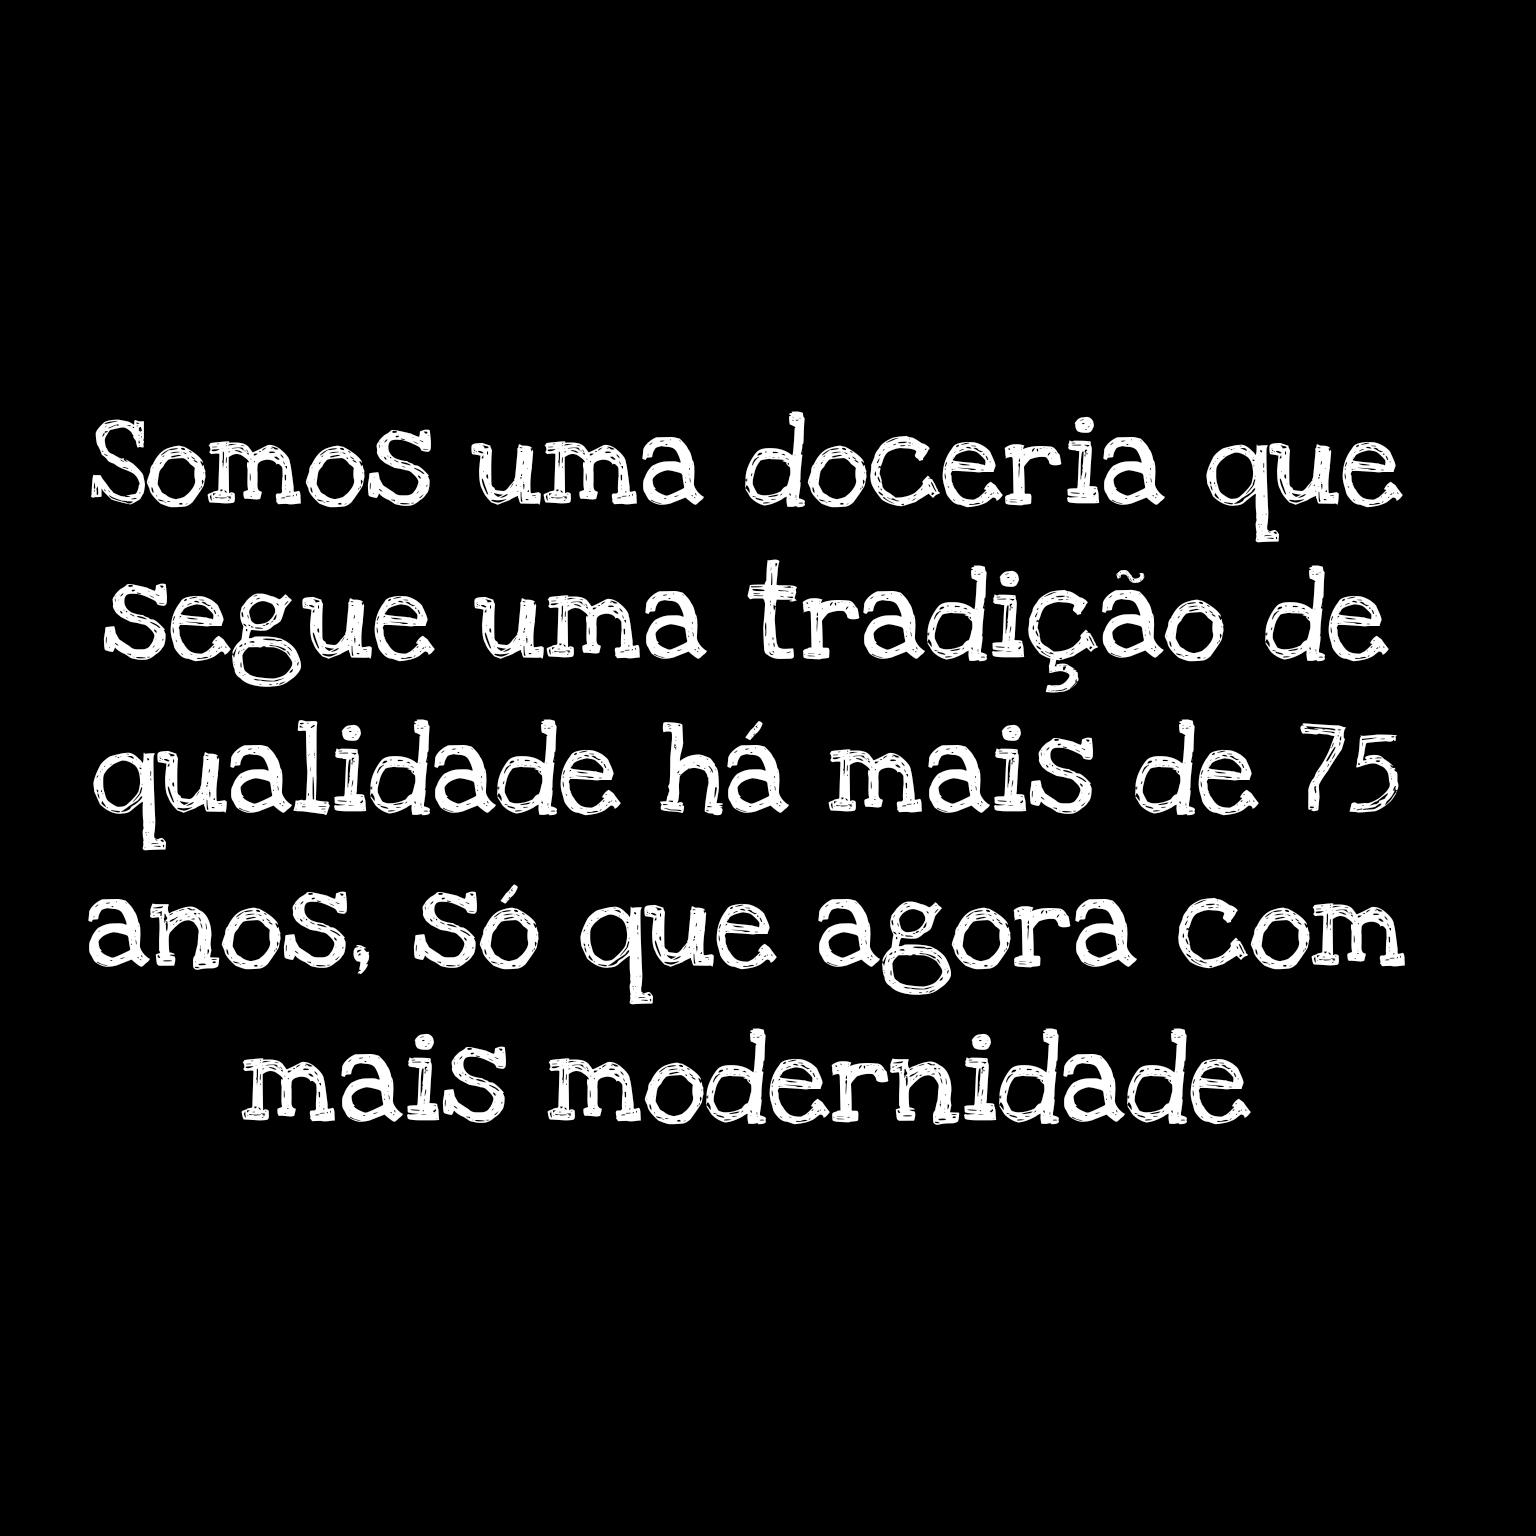 Somos uma doceria que
segue uma tradição de
qualidade há mais de 75
anos, só que agora com
mais modernidade